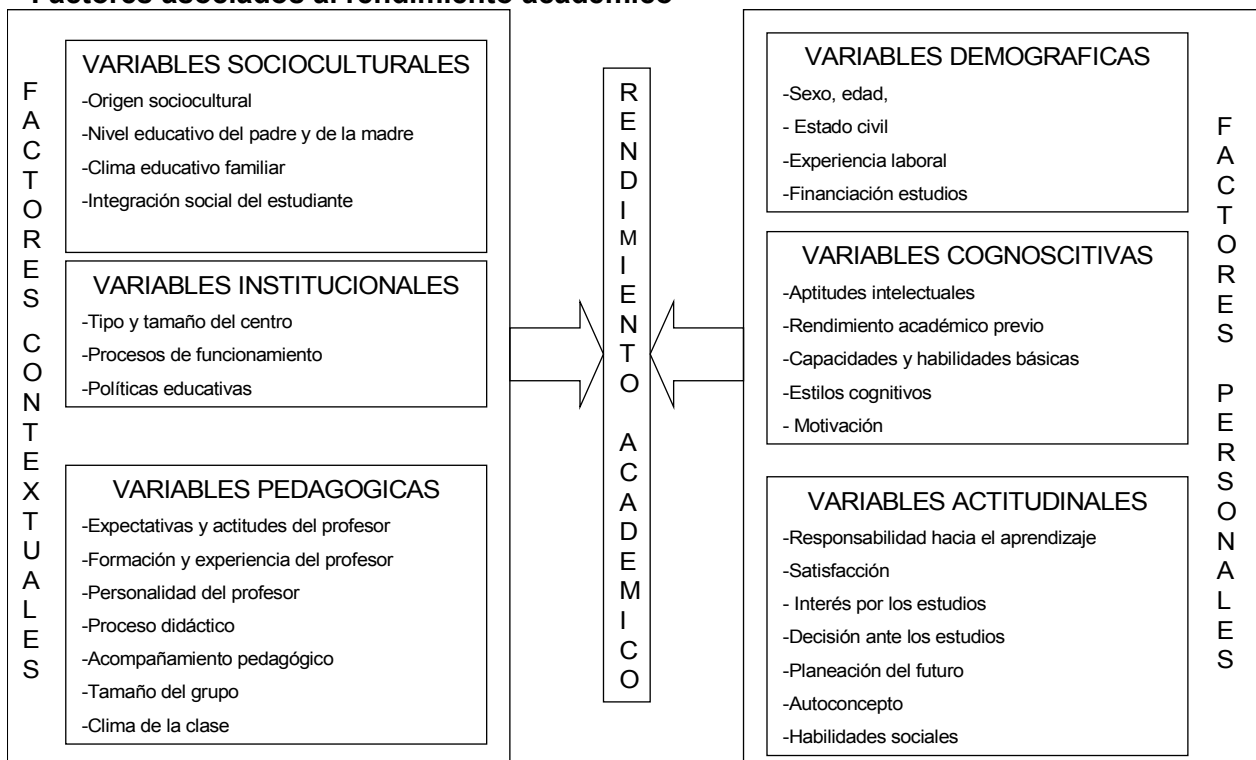 Factores asociados al rendimiento académico
FACTORES CONTEXTUALES
VARIABLES SOCIOCULTURALES
-Origen sociocultural
-Nivel educativo del padre y de la madre
-Clima educativo familiar
-Integración social del estudiante
VARIABLES INSTITUCIONALES
-Tipo y tamaño del centro
-Procesos de funcionamiento
-Políticas educativas
VARIABLES PEDAGOGICAS
-Expectativas y actitudes del profesor
-Formación y experiencia del profesor
-Personalidad del profesor
-Proceso didáctico
-Acompañamiento pedagógico
-Tamaño del grupo
-Clima de la clase
RENDIMIENTO ACADEMICO
VARIABLES DEMOGRAFICAS
-Sexo, edad,
- Estado civil
-Experiencia laboral
-Financiación estudios
VARIABLES COGNOSCITIVAS
-Aptitudes intelectuales
-Rendimiento académico previo
-Capacidades y habilidades básicas
-Estilos cognitivos
- Motivación
VARIABLES ACTITUDINALES
-Responsabilidad hacia el aprendizaje
-Satisfacción
- Interés por los estudios
-Decisión ante los estudios
-Planeación del futuro
-Autoconcepto
-Habilidades sociales
FACTORES PERSONALES